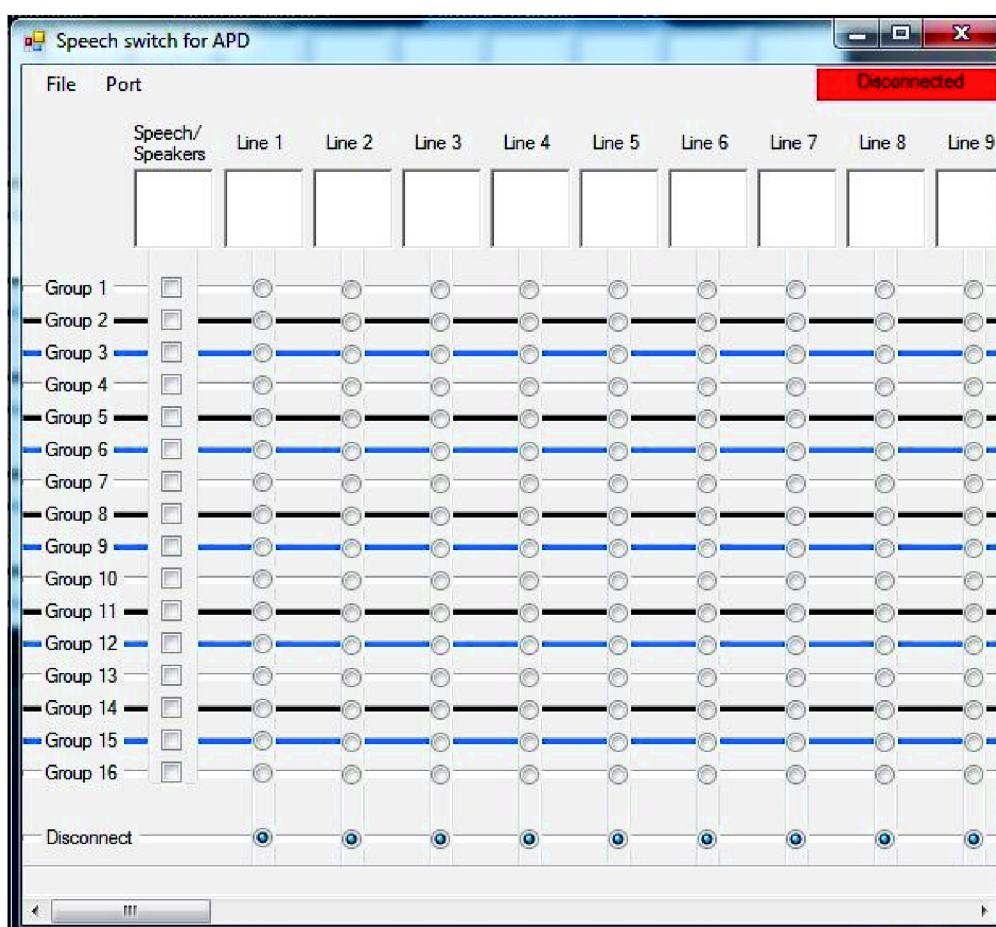 Speech switch for APD
File Port
Disconnected
Speech/
Speakers
Line 1 Line 2 Line 3 Line 4 Line 5 Line 6 Line 7 Line 8 Line 9
Group 1
Group 2
Group 3
Group 4
Group 5
Group 6
Group 7
Group 8
Group 9
Group 10
Group 11
Group 12
Group 13
Group 14
Group 15
Group 16
Disconnect